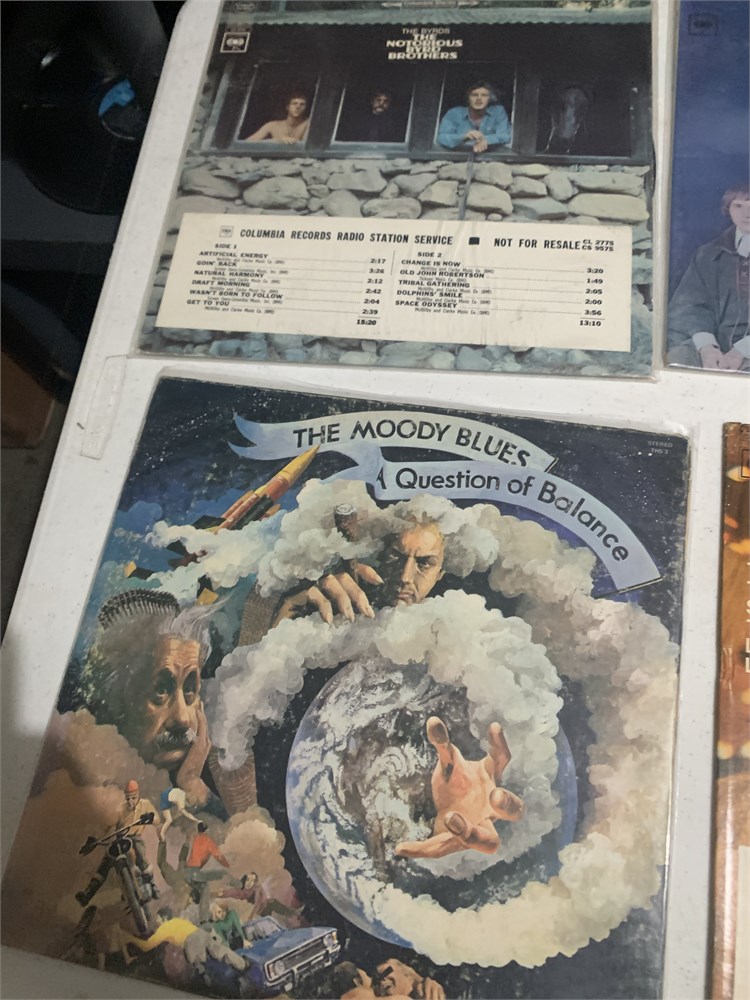 THE BYRDS
THE
NOTORIOUS
BYRD
BROTHERS
COLUMBIA RECORDS RADIO STATION SERVICE NOT FOR RESALE CL 2775
CS 9575
SIDE 1
ARTIFICIAL ENERGY 2:17
GOIN' BACK 3:26
NATURAL HARMONY 2:12
DRAFT MORNING 2:42
WASN'T BORN TO FOLLOW 2:04
GET TO YOU 2:39
15:20
SIDE 2
CHANGE IS NOW 3:20
OLD JOHN ROBERTSON 1:49
TRIBAL GATHERING 2:05
DOLPHINS' SMILE 2:00
SPACE ODYSSEY 3:56
13:10
THE MOODY BLUES
A Question of Balance
STEREO
THS 3